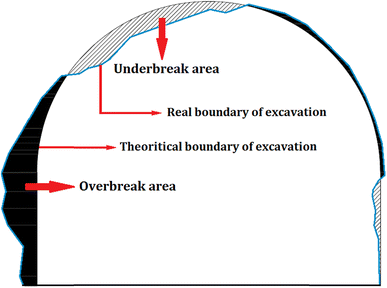 Underbreak area
Real boundary of excavation
Theoritical boundary of excavation
Overbreak area